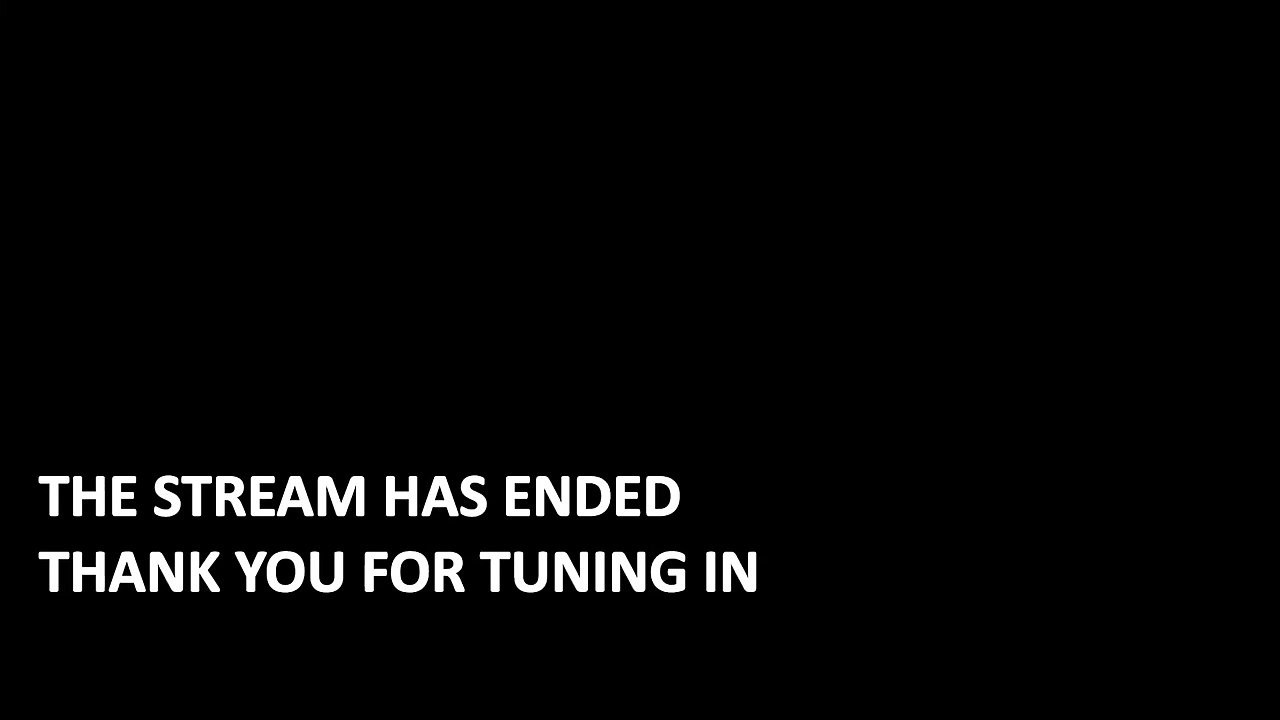 THE STREAM HAS ENDED
THANK YOU FOR TUNING IN